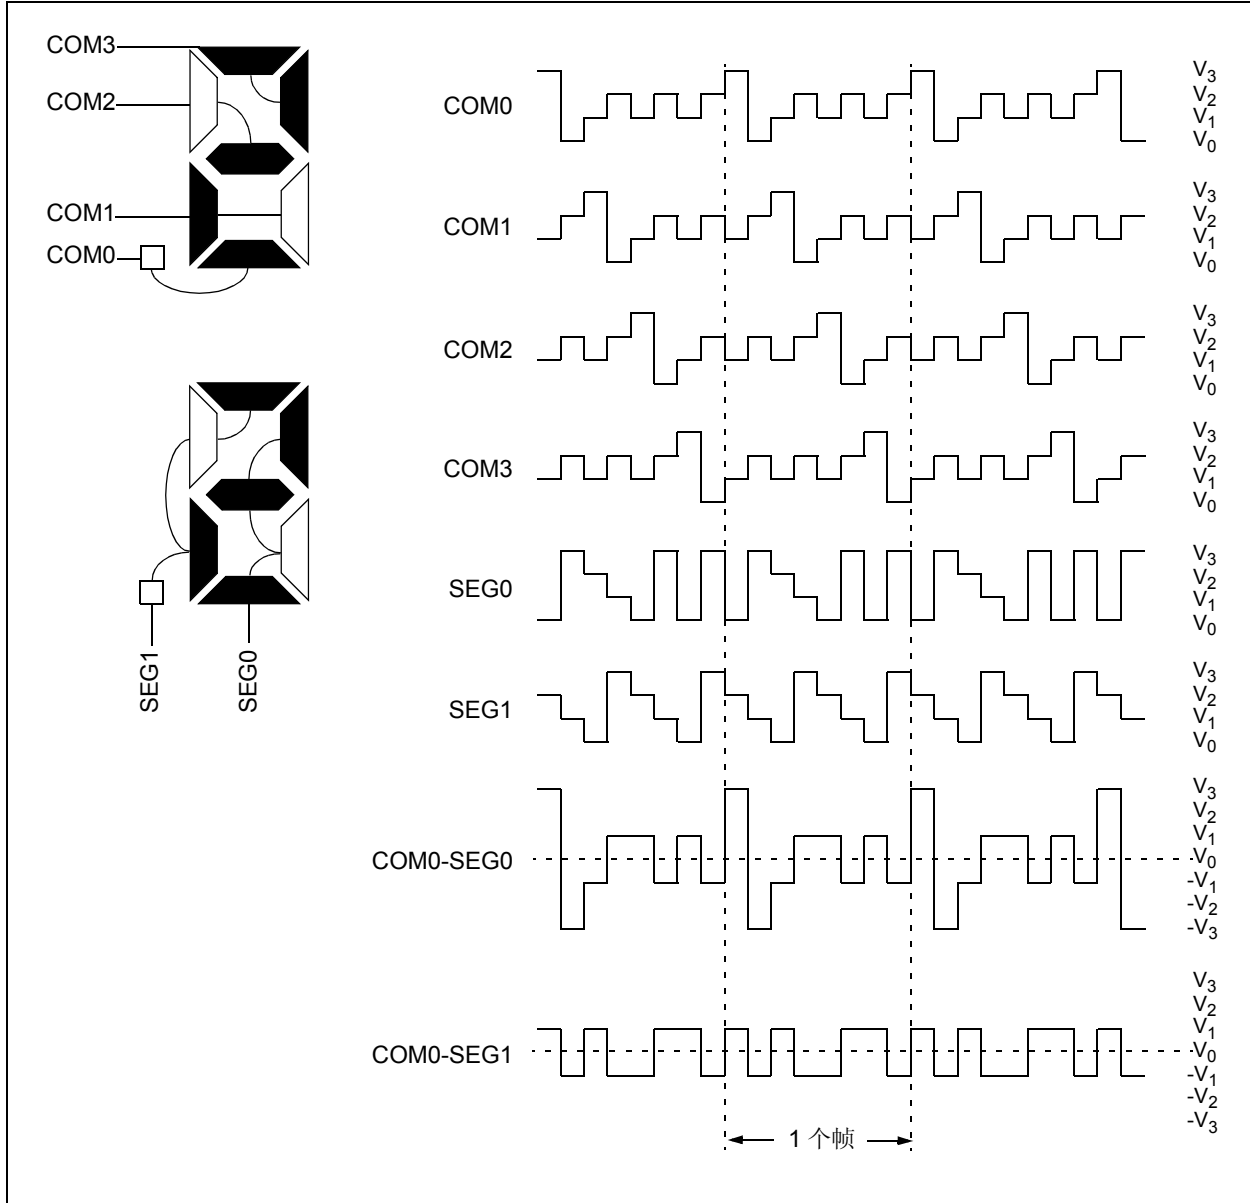 COM3
COM2
COM1
COM0
SEG1
SEG0
COM0
V3
V2
V1
V0
COM1
V3
V2
V1
V0
COM2
V3
V2
V1
V0
COM3
V3
V2
V1
V0
SEG0
V3
V2
V1
V0
SEG1
V3
V2
V1
V0
COM0-SEG0
V3
V2
V1
V0
-V1
-V2
-V3
COM0-SEG1
V3
V2
V1
V0
-V1
-V2
-V3
1 个帧